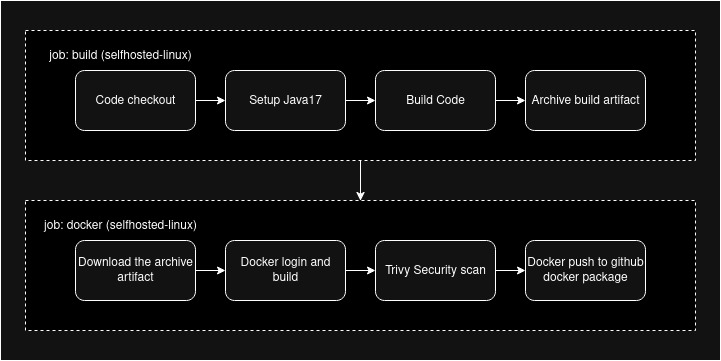 job: build (selfhosted-linux)
Code checkout
Setup Java17
Build Code
Archive build artifact
job: docker (selfhosted-linux)
Download the archive
artifact
Docker login and
build
Trivy Security scan
Docker push to github
docker package